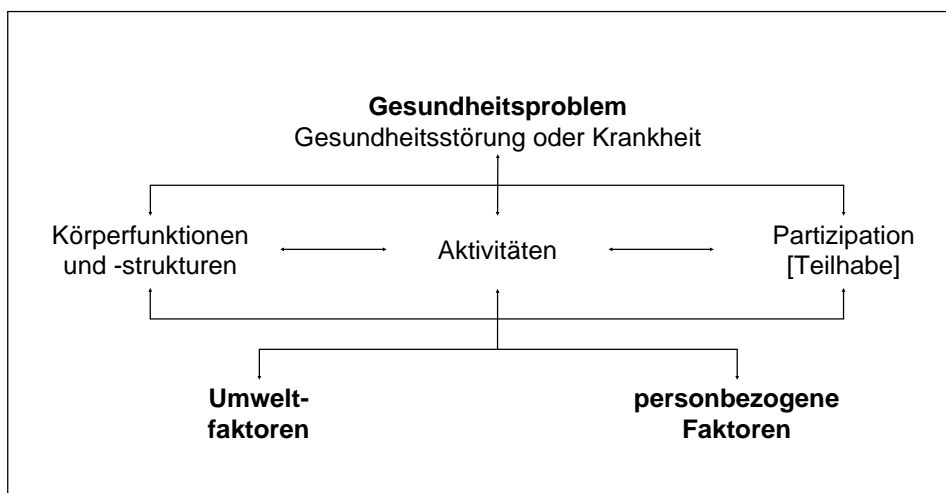 Gesundheitsproblem
Gesundheitsstörung oder Krankheit
Körperfunktionen
und -strukturen
Aktivitäten
Partizipation
[Teilhabe]
Umwelt-
faktoren
personbezogene
Faktoren